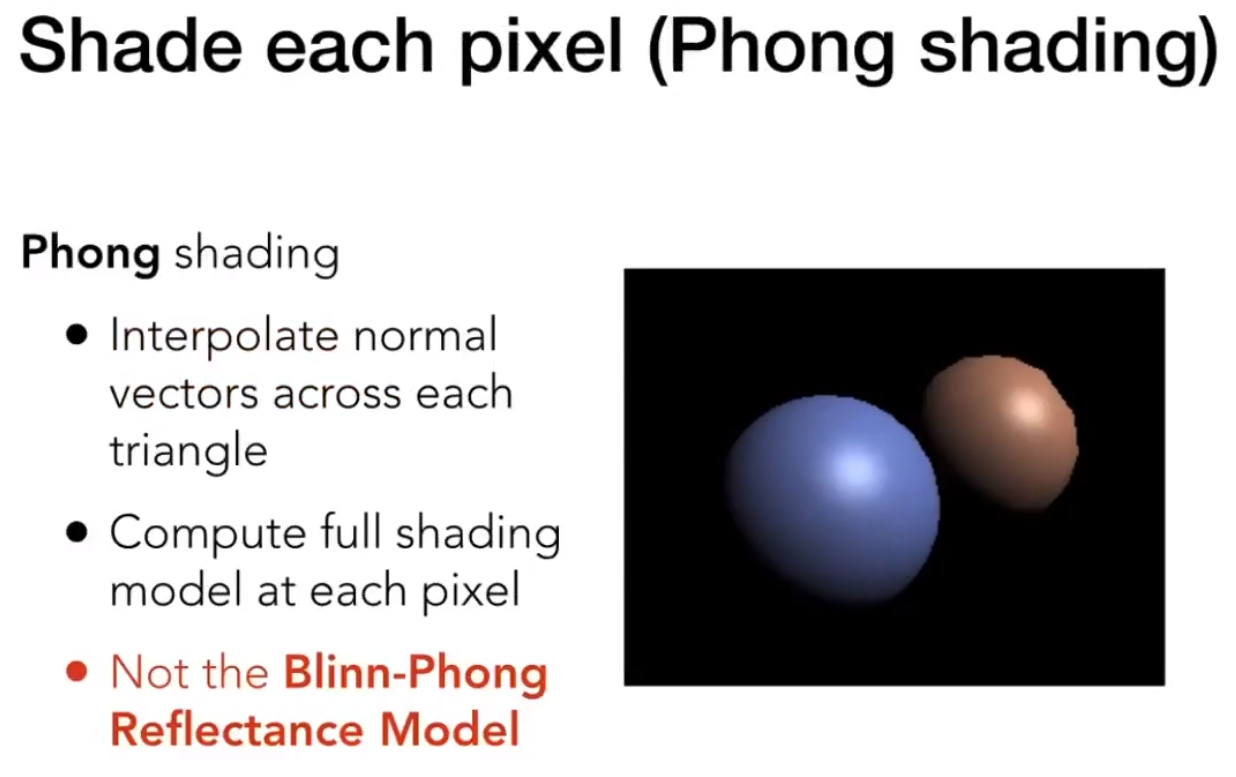 Shade each pixel (Phong shading)
Phong shading
• Interpolate normal
vectors across each
triangle
• Compute full shading
model at each pixel
• Not the Blinn-Phong
Reflectance Model